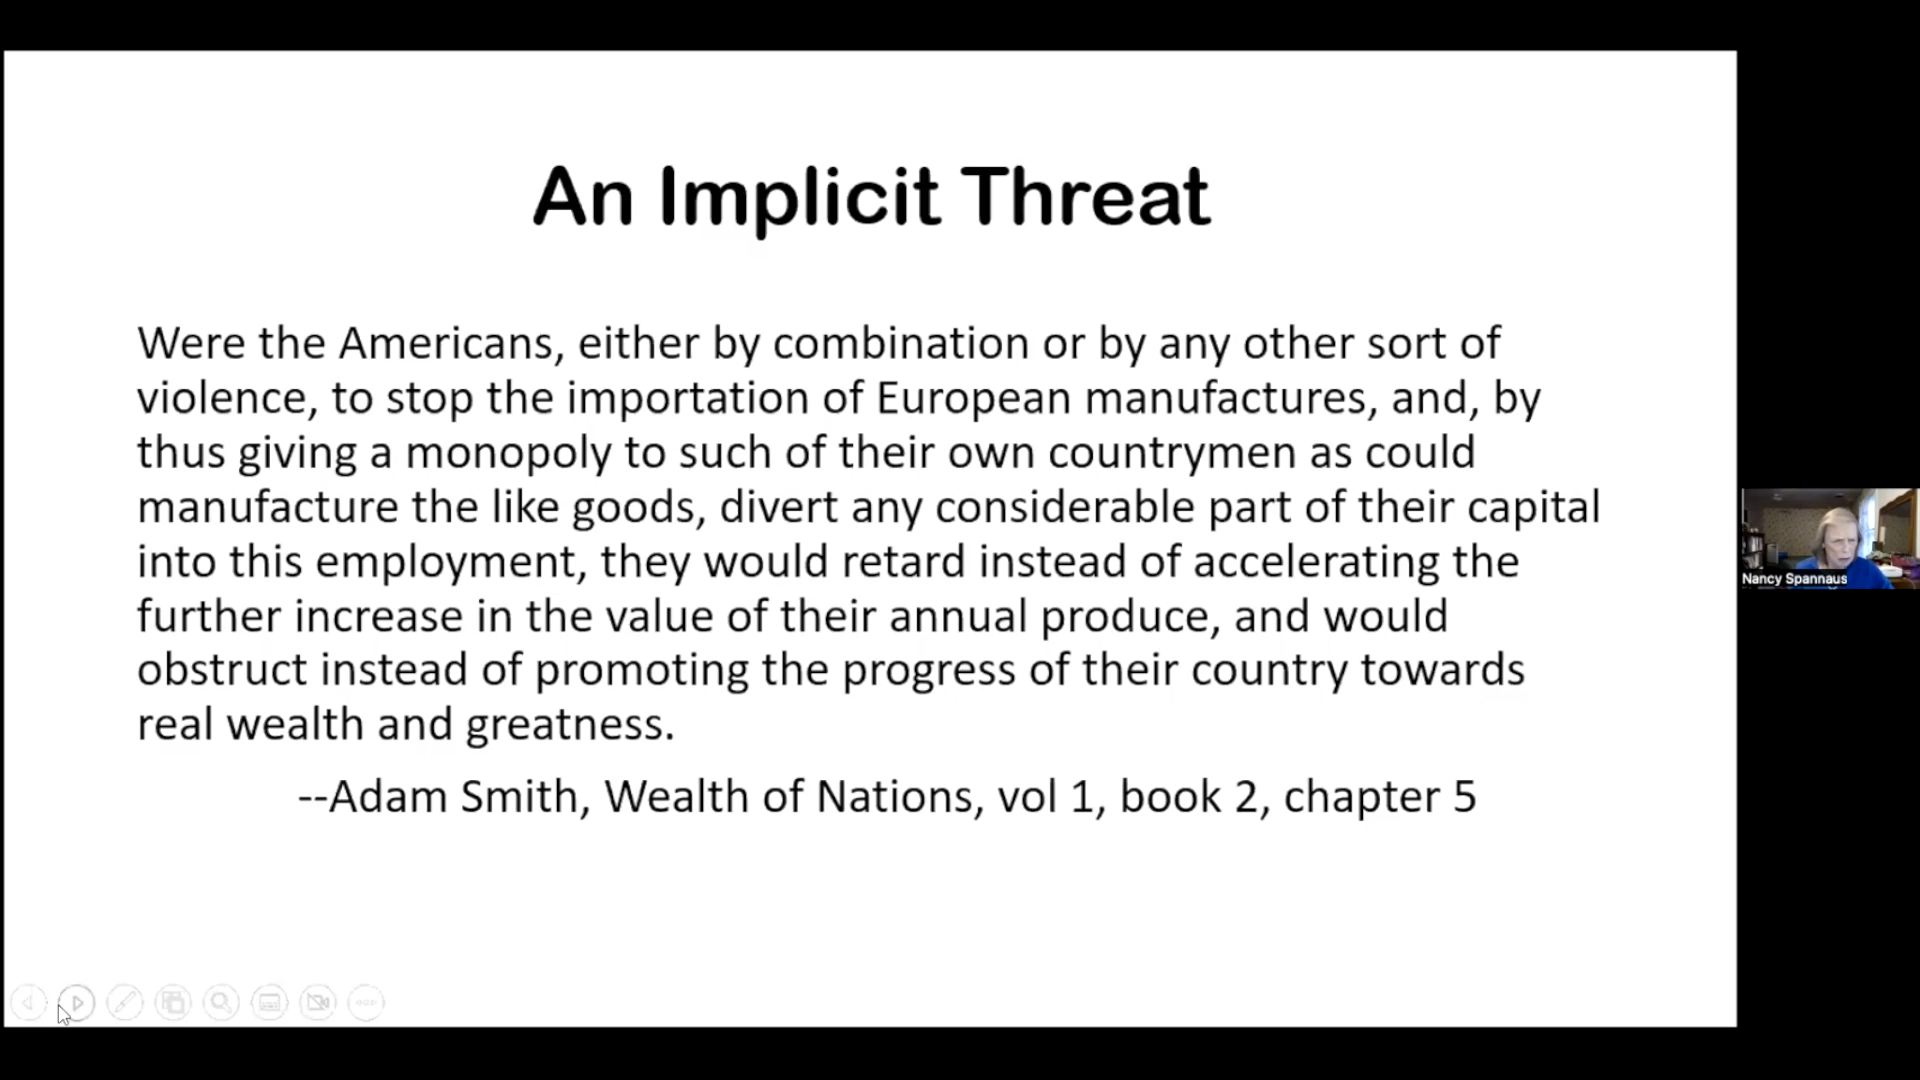 An Implicit Threat
Were the Americans, either by combination or by any other sort of
violence, to stop the importation of European manufactures, and, by
thus giving a monopoly to such of their own countrymen as could
manufacture the like goods, divert any considerable part of their capital
into this employment, they would retard instead of accelerating the
further increase in the value of their annual produce, and would
obstruct instead of promoting the progress of their country towards
real wealth and greatness.
--Adam Smith, Wealth of Nations, vol 1, book 2, chapter 5
Nancy Spannaus